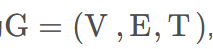 G = (V , E, T ),